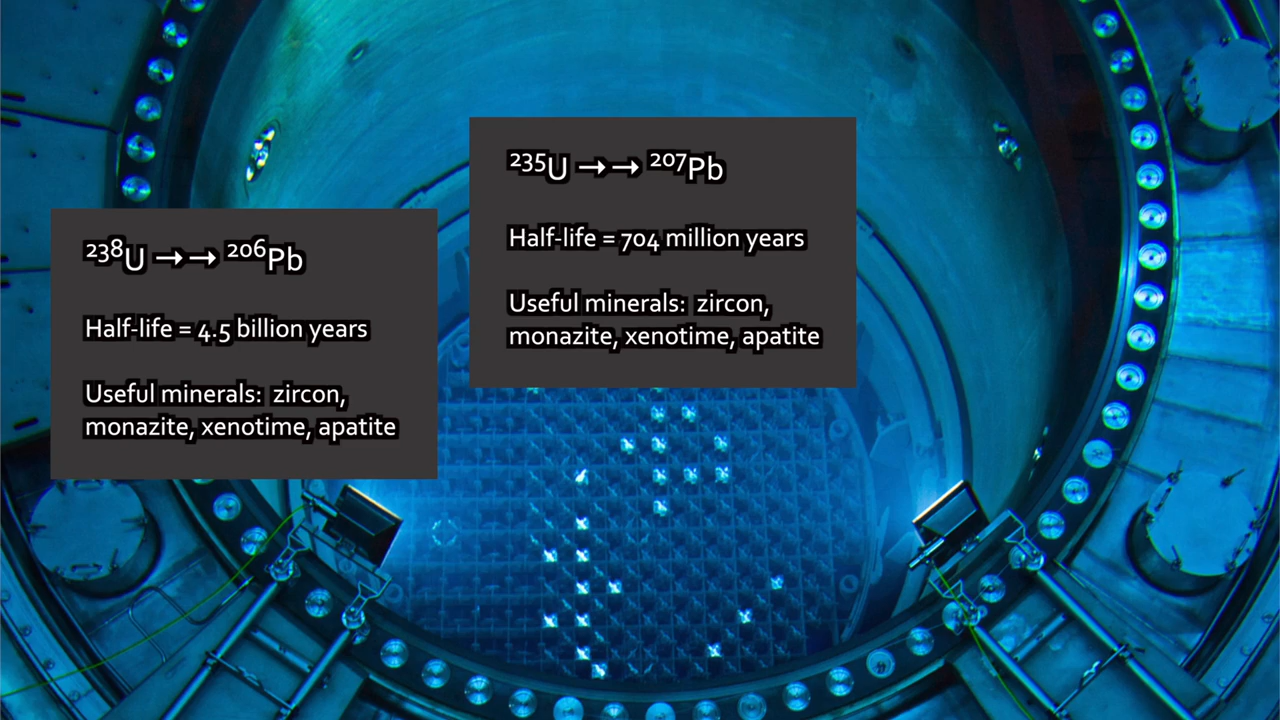 ²³⁸U →→ ²⁰⁶Pb
Half-life = 4.5 billion years
Useful minerals:  zircon,
monazite, xenotime, apatite
²³⁵U →→ ²⁰⁷Pb
Half-life = 704 million years
Useful minerals:  zircon,
monazite, xenotime, apatite